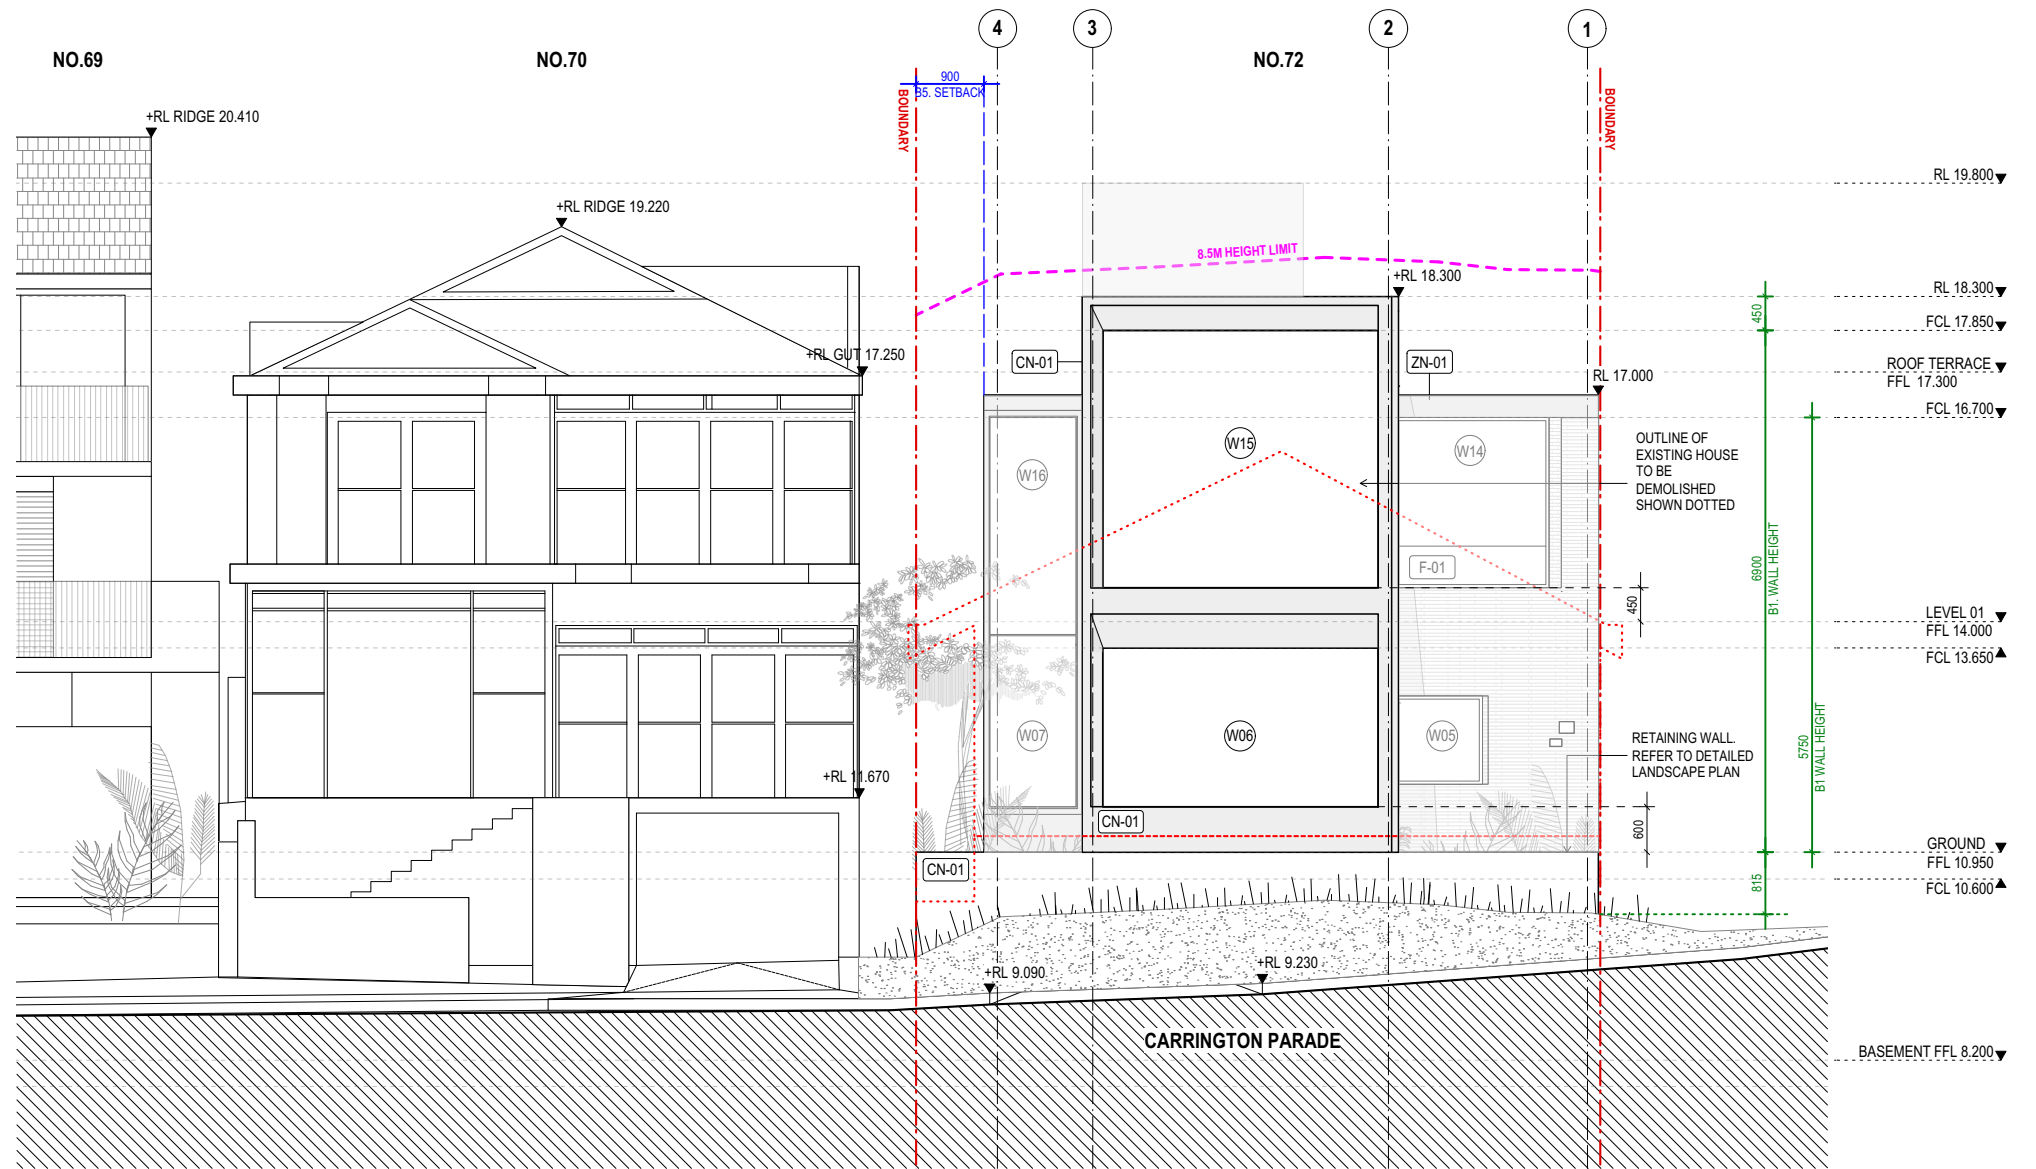 4
3
2
1
NO.69
NO.70
NO.72
900
B5. SETBACK
BOUNDARY
BOUNDARY
+RL RIDGE 20.410
+RL RIDGE 19.220
8.5M HEIGHT LIMIT
+RL 18.300
+RL GUT 17.250
CN-01
ZN-01
RL 17.000
W15
W16
W14
OUTLINE OF
EXISTING HOUSE
TO BE
DEMOLISHED
SHOWN DOTTED
F-01
450
W07
W06
W05
RETAINING WALL.
REFER TO DETAILED
LANDSCAPE PLAN
+RL 11.670
CN-01
600
CN-01
+RL 9.090
+RL 9.230
CARRINGTON PARADE
450
6900
B1. WALL HEIGHT
5750
B1 WALL HEIGHT
815
RL 19.800
RL 18.300
FCL 17.850
ROOF TERRACE
FFL 17.300
FCL 16.700
LEVEL 01
FFL 14.000
FCL 13.650
GROUND
FFL 10.950
FCL 10.600
BASEMENT FFL 8.200